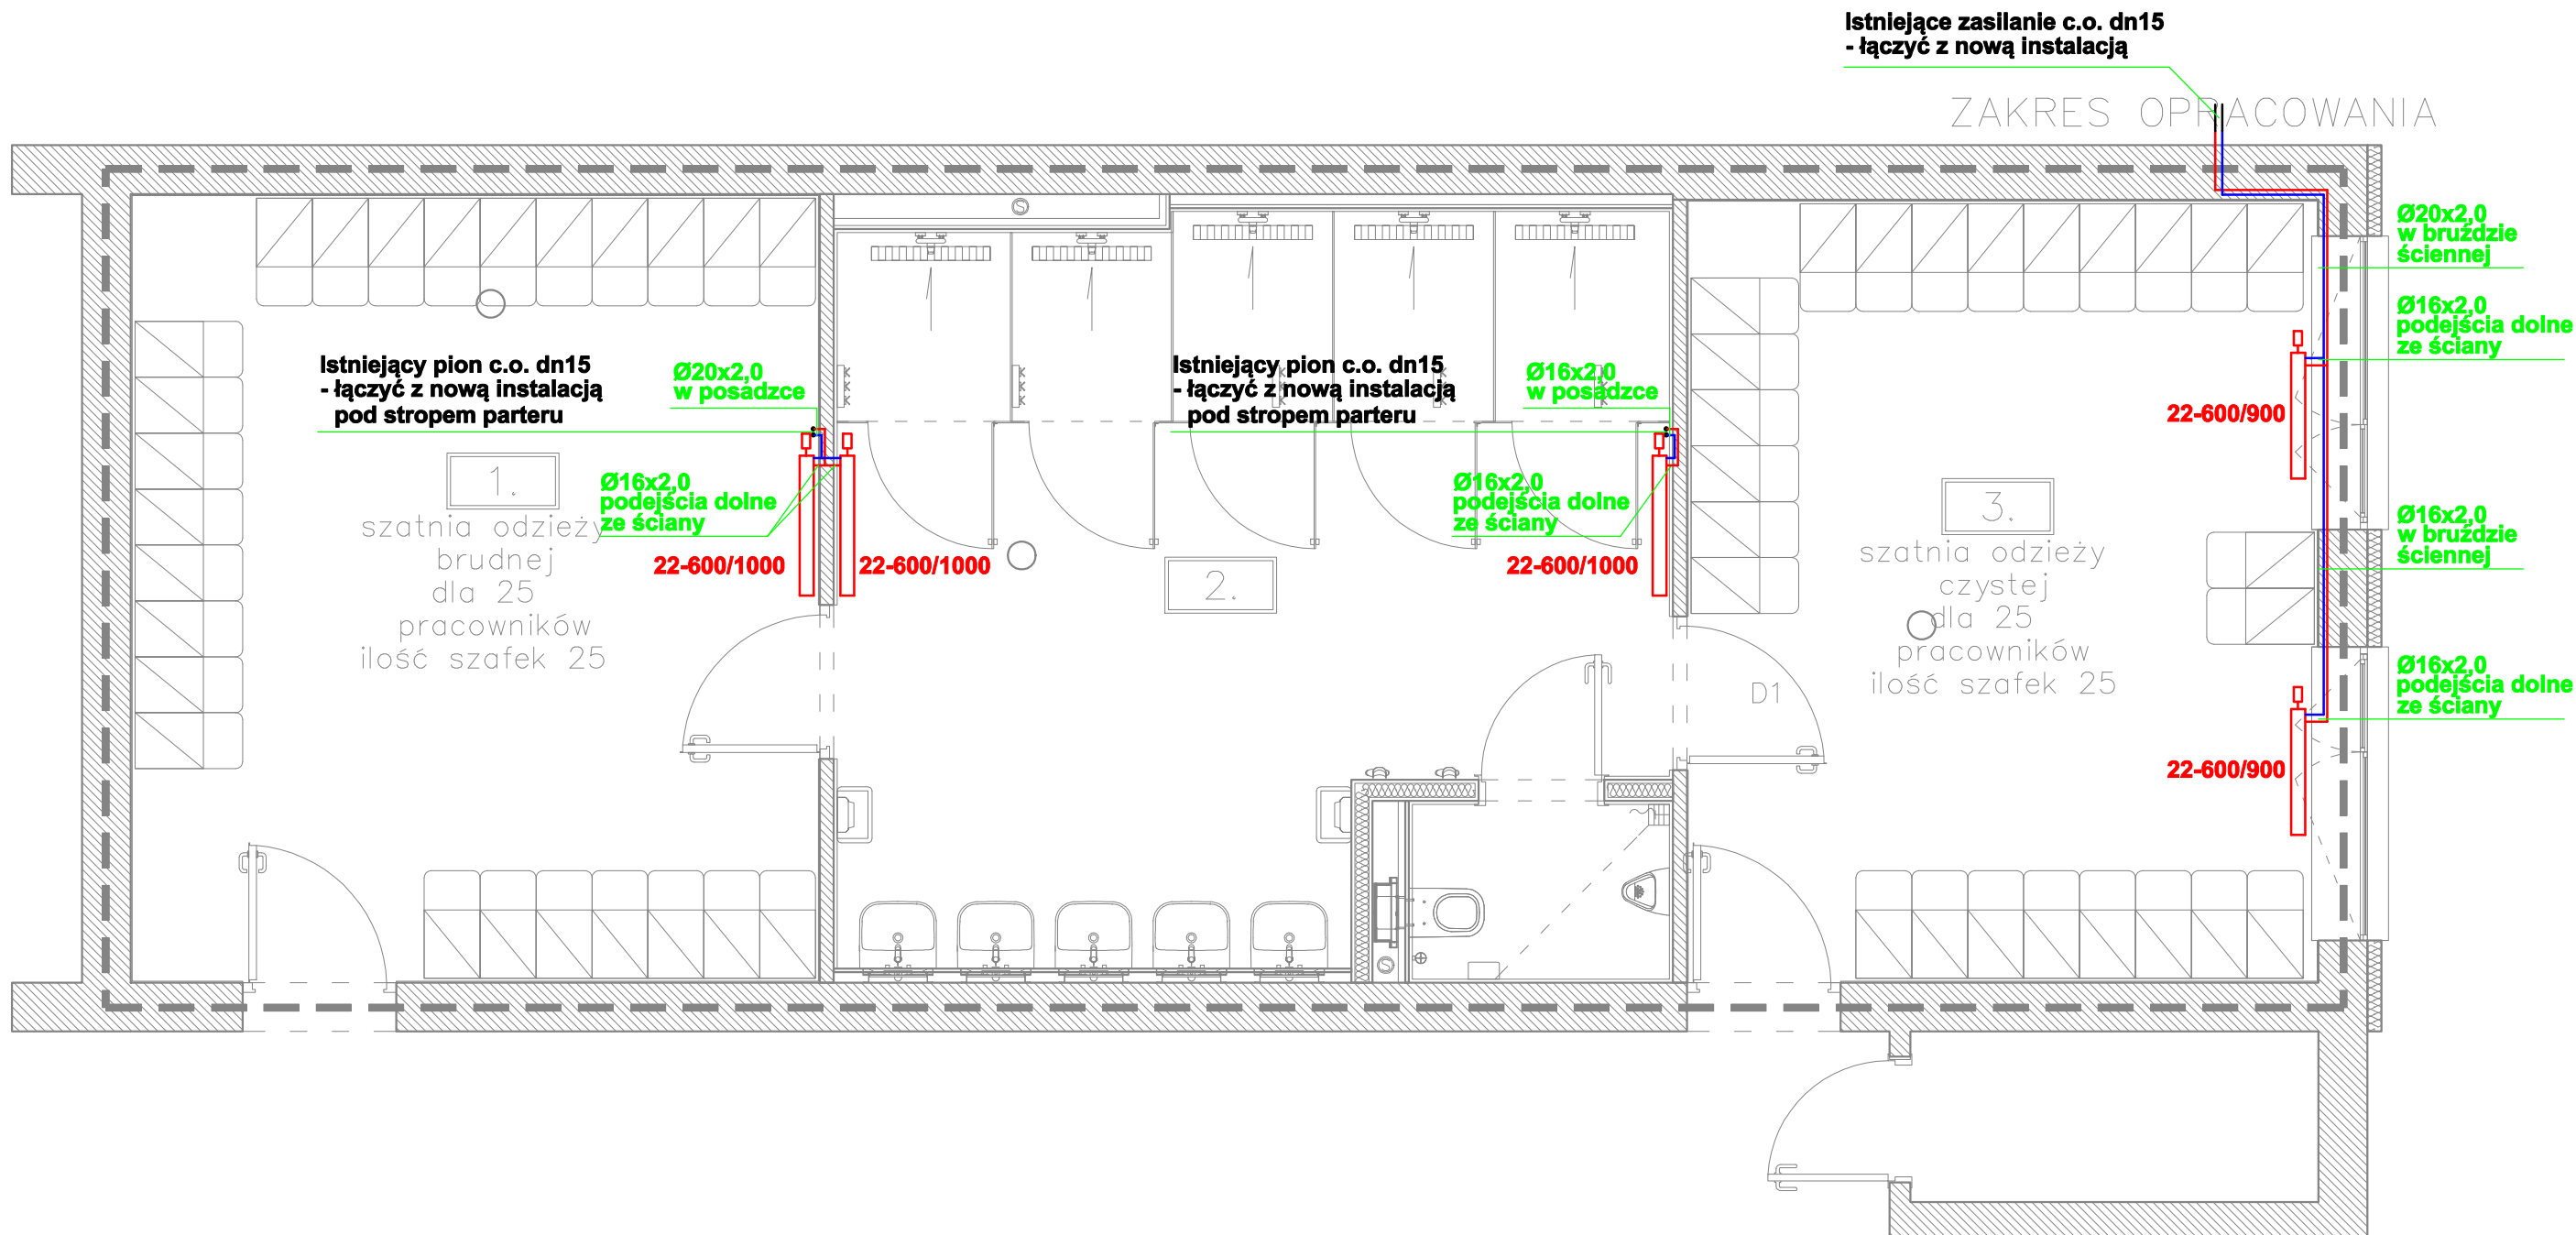 Istniejące zasilanie c.o. dn15
- łączyć z nową instalacją
ZAKRES OPRACOWANIA
Ø20x2,0
w bruździe
ściennej
Ø16x2,0
podejścia dolne
ze ściany
Istniejący pion c.o. dn15
- łączyć z nową instalacją
pod stropem parteru
Ø20x2,0
w posadzce
Istniejący pion c.o. dn15
- łączyć z nową instalacją
pod stropem parteru
Ø16x2,0
w posadzce
22-600/900
1.
szatnia odzieży
brudnej
dla 25
pracowników
ilość szafek 25
Ø16x2,0
podejścia dolne
ze ściany
22-600/1000
22-600/1000
2.
Ø16x2,0
podejścia dolne
ze ściany
22-600/1000
3.
szatnia odzieży
czystej
dla 25
pracowników
ilość szafek 25
D1
Ø16x2,0
w bruździe
ściennej
Ø16x2,0
podejścia dolne
ze ściany
22-600/900
S
S